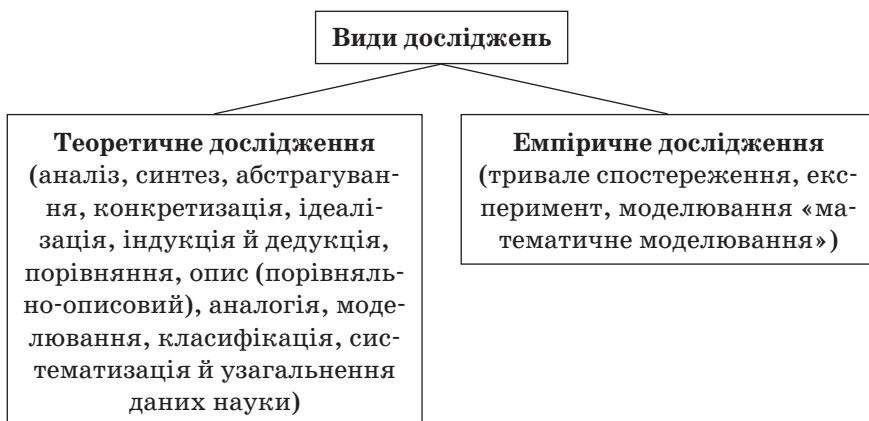 Види досліджень
Теоретичне дослідження
(аналіз, синтез, абстрагуван-
ня, конкретизація, ідеалі-
зація, індукція й дедукція,
порівняння, опис (порівняль-
но-описовий), аналогія, моде-
лювання, класифікація, сис-
тематизація й узагальнення
даних науки)
Емпіричне дослідження
(тривале спостереження, екс-
перимент, моделювання «ма-
тематичне моделювання»)